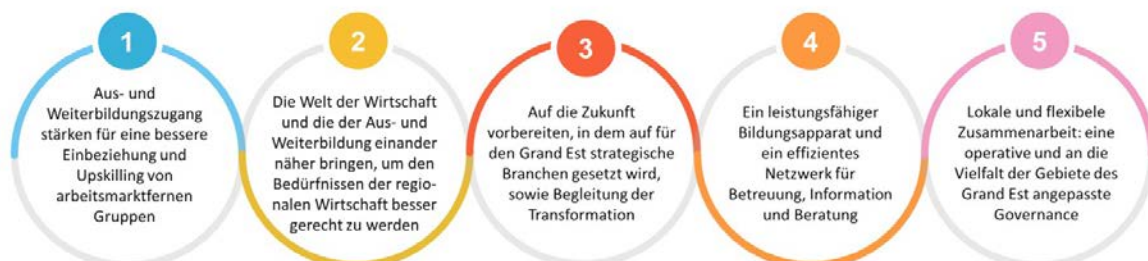 1
Aus- und
Weiterbildungszugang
stärken für eine bessere
Einbeziehung und
Upskilling von
arbeitsmarktfernen
Gruppen
2
Die Welt der Wirtschaft
und die der Aus- und
Weiterbildung einander
näher bringen, um den
Bedürfnissen der regio-
nalen Wirtschaft besser
gerecht zu werden
3
Auf die Zukunft
vorbereiten, in dem auf für
den Grand Est strategische
Branchen gesetzt wird,
sowie Begleitung der
Transformation
4
Ein leistungsfähiger
Bildungsapparat und
ein effizientes
Netzwerk für
Betreuung, Information
und Beratung
5
Lokale und flexibele
Zusammenarbeit: eine
operative und an die
Vielfalt der Gebiete des
Grand Est angepasste
Governance